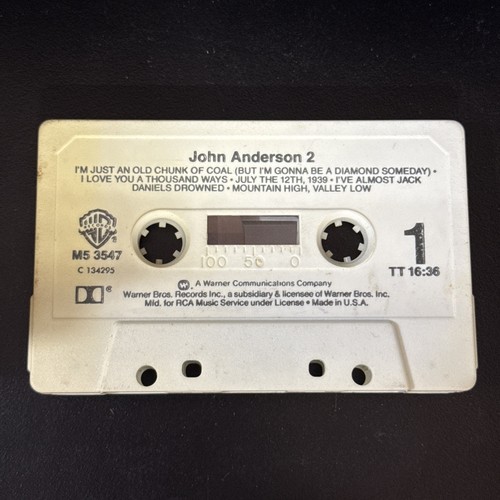 John Anderson 2
I'M JUST AN OLD CHUNK OF COAL (BUT I'M GONNA BE A DIAMOND SOMEDAY) •
I LOVE YOU A THOUSAND WAYS • JULY THE 12TH, 1939 • I'VE ALMOST JACK
DANIELS DROWNED • MOUNTAIN HIGH, VALLEY LOW
WB
®
M5 3547
C 134295
100 50 0
1
TT 16:36
®
A Warner Communications Company
Warner Bros. Records Inc., a subsidiary & licensee of Warner Bros. Inc.
Mfd. for RCA Music Service under License • Made in U.S.A.